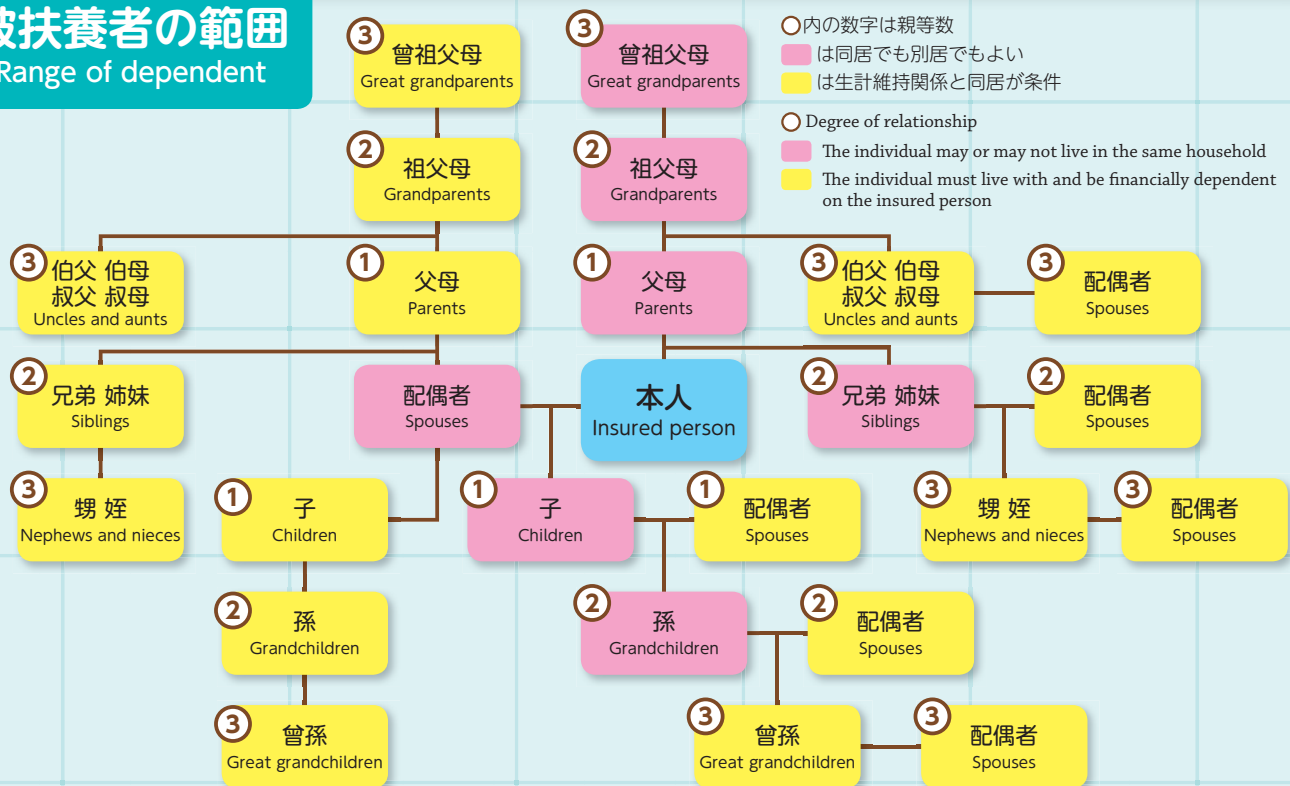 被扶養者の範囲
Range of dependent
○内の数字は親等数
は同居でも別居でもよい
は生計維持関係と同居が条件
Degree of relationship
The individual may or may not live in the same household
The individual must live with and be financially dependent
on the insured person
3
曾祖父母
Great grandparents
3
曾祖父母
Great grandparents
2
祖父母
Grandparents
2
祖父母
Grandparents
3
伯父 伯母
叔父 叔母
Uncles and aunts
1
父母
Parents
1
父母
Parents
3
伯父 伯母
叔父 叔母
Uncles and aunts
3
配偶者
Spouses
2
兄弟 姉妹
Siblings
配偶者
Spouses
本人
Insured person
2
兄弟 姉妹
Siblings
2
配偶者
Spouses
3
甥 姪
Nephews and nieces
1
子
Children
1
子
Children
1
配偶者
Spouses
3
甥 姪
Nephews and nieces
3
配偶者
Spouses
2
孫
Grandchildren
2
孫
Grandchildren
2
配偶者
Spouses
3
曾孫
Great grandchildren
3
曾孫
Great grandchildren
3
配偶者
Spouses